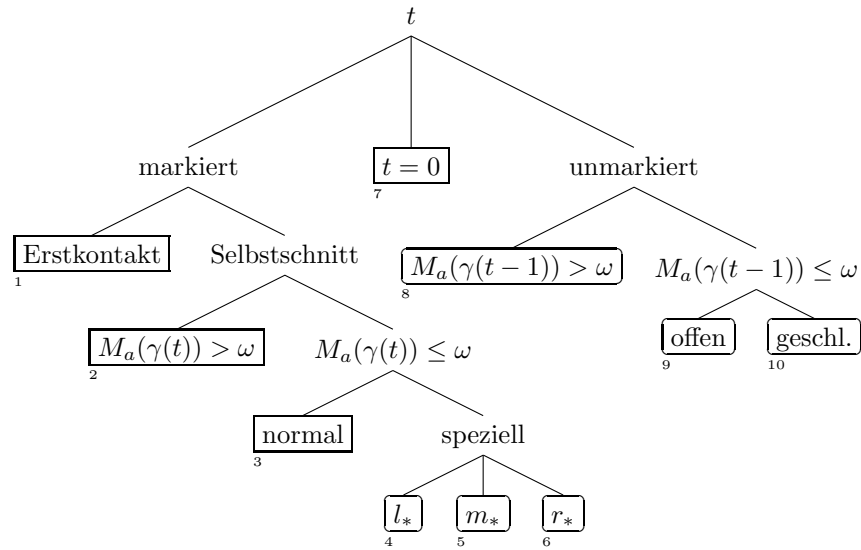 t
markiert
t = 0
7
unmarkiert
Erstkontakt
1
Selbstschnitt
M_a(γ(t − 1)) > ω
8
M_a(γ(t − 1)) ≤ ω
M_a(γ(t)) > ω
2
M_a(γ(t)) ≤ ω
offen
9
geschl.
10
normal
3
speziell
l_*
4
m_*
5
r_*
6